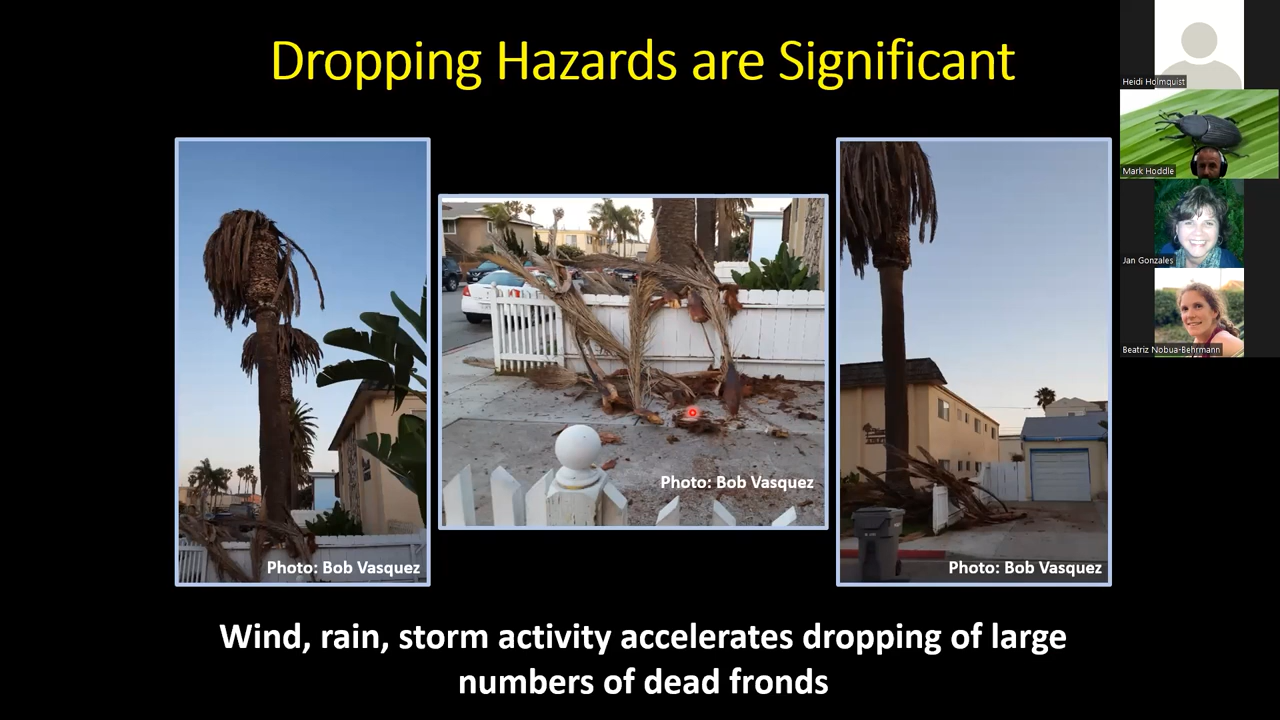 Dropping Hazards are Significant
Photo: Bob Vasquez
Photo: Bob Vasquez
Photo: Bob Vasquez
Wind, rain, storm activity accelerates dropping of large
numbers of dead fronds
Heidi Holmquist
Mark Hoddle
Jan Gonzales
Beatriz Nobua-Behrmann